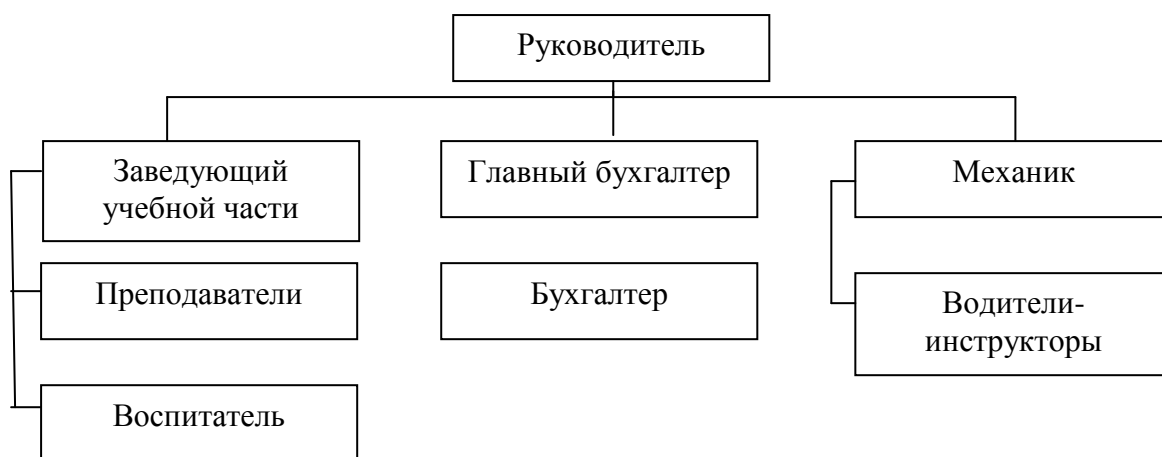 Руководитель
Заведующий
учебной части
Главный бухгалтер
Механик
Преподаватели
Бухгалтер
Водители-
инструкторы
Воспитатель